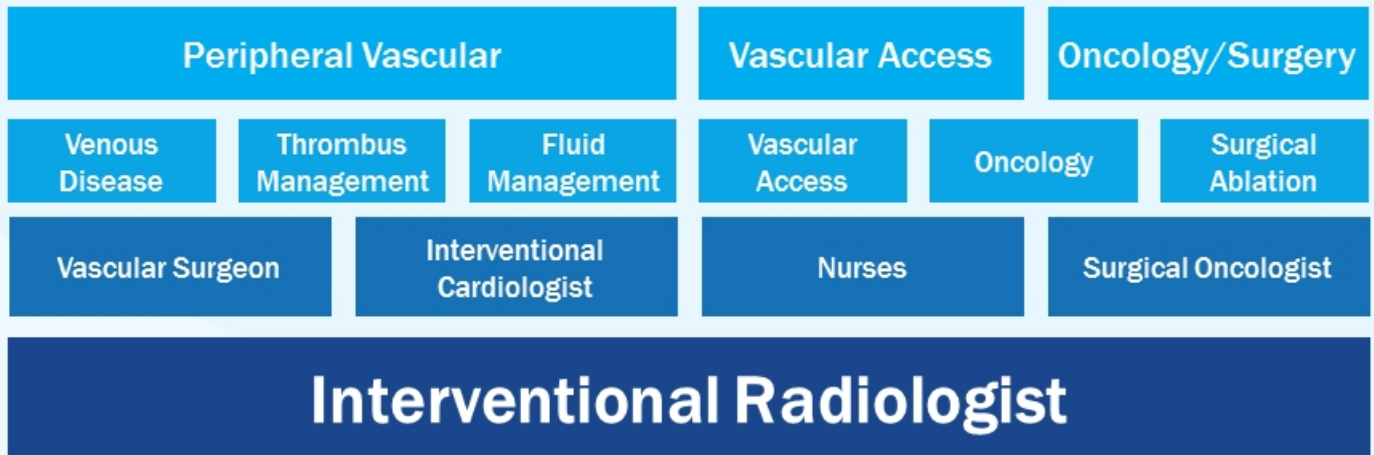 Peripheral Vascular
Vascular Access
Oncology/Surgery
Venous
Disease
Thrombus
Management
Fluid
Management
Vascular
Access
Oncology
Surgical
Ablation
Vascular Surgeon
Interventional
Cardiologist
Nurses
Surgical Oncologist
Interventional Radiologist